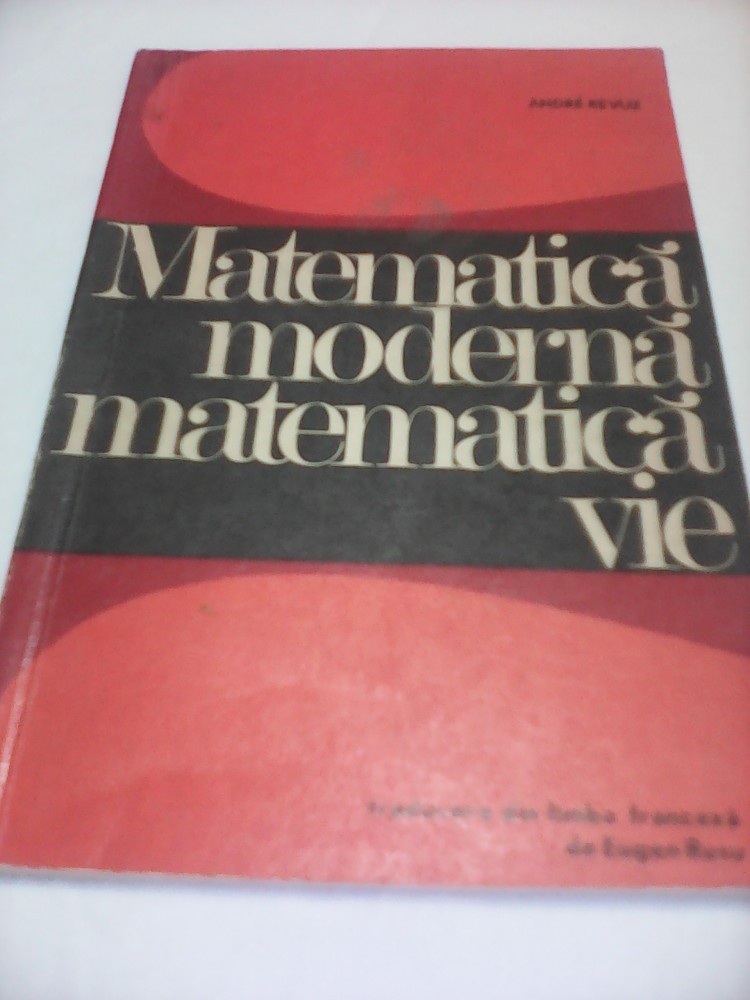 ANDRÉ REVUZ
Matematică
modernă
matematică
vie
traducere din limba franceză
de Eugen Rusu